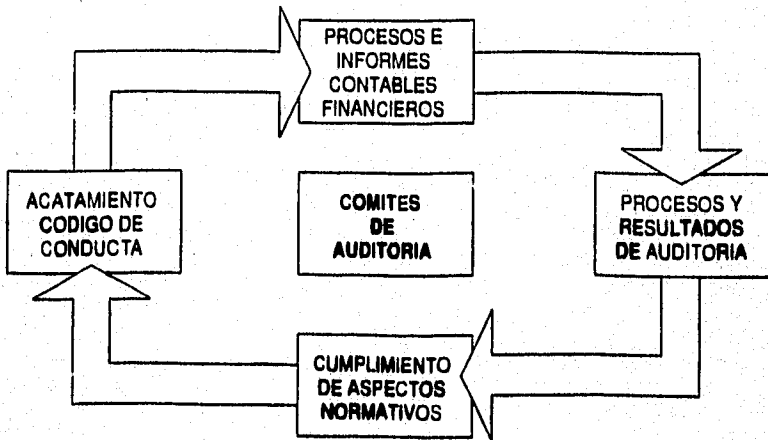 PROCESOS E
INFORMES
CONTABLES
FINANCIEROS
ACATAMIENTO
CODIGO DE
CONDUCTA
COMITES
DE
AUDITORIA
PROCESOS Y
RESULTADOS
DE AUDITORIA
CUMPLIMIENTO
DE ASPECTOS
NORMATIVOS